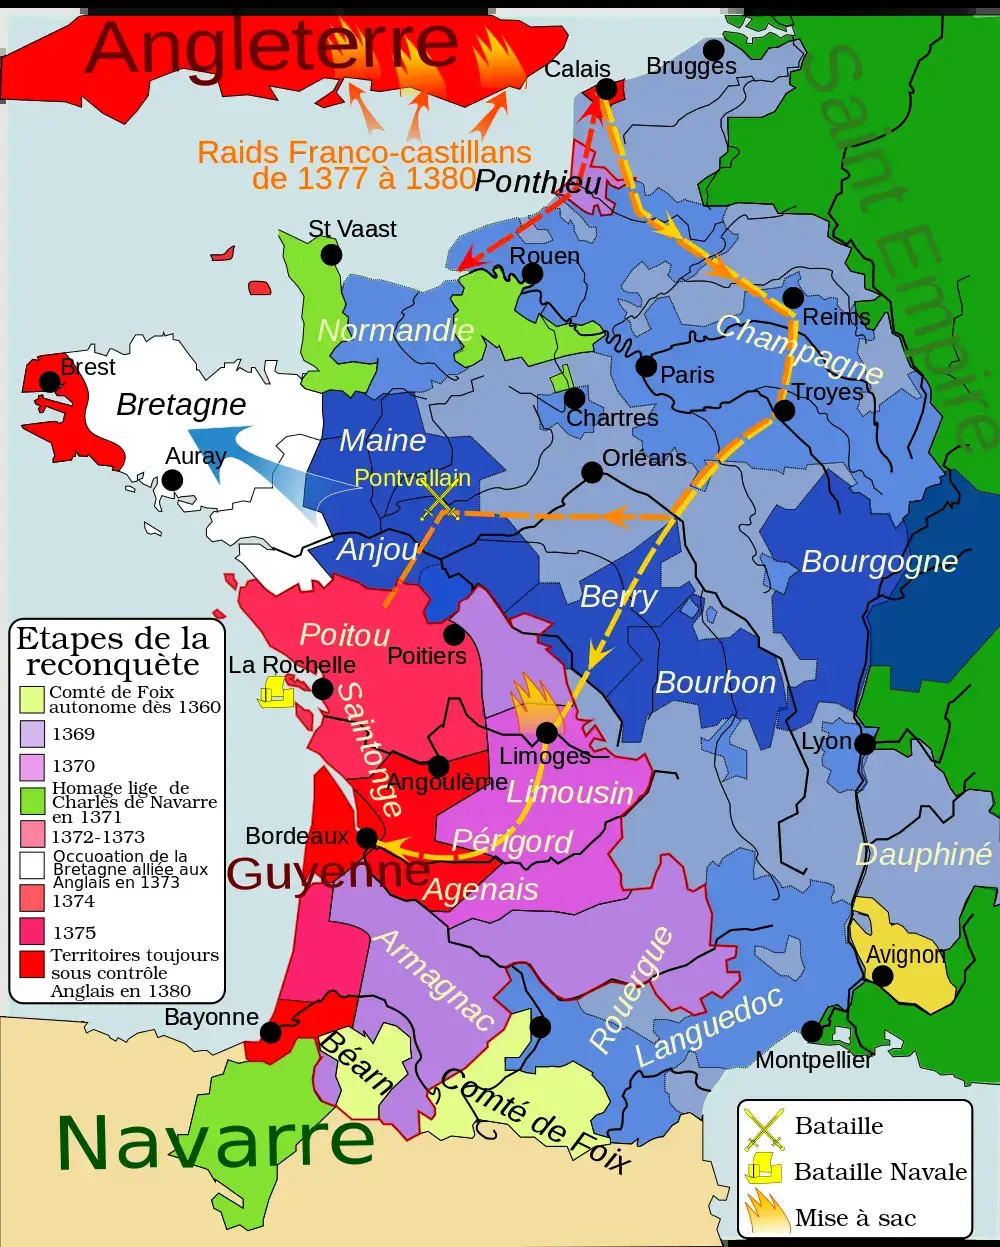 Angleterre
Calais
Brugges
Saint Empire
Raids Franco-castillans
de 1377 à 1380
Ponthieu
St Vaast
Rouen
Normandie
Reims
Champagne
Brest
Bretagne
Paris
Troyes
Chartres
Maine
Auray
Pontvallain
Orléans
Anjou
Bourgogne
Berry
Poitou
Poitiers
La Rochelle
Bourbon
Saintonge
Lyon
Limoges
Angoulême
Limousin
Bordeaux
Périgord
Dauphiné
Guyenne
Agenais
Armagnac
Rouergue
Avignon
Languedoc
Bayonne
Béarn
Montpellier
Comté de Foix
Navarre
Etapes de la
reconquète
Comté de Foix
autonome dès 1360
1369
1370
Homage lige de
Charles de Navarre
en 1371
1372-1373
Occuoation de la
Bretagne alliée aux
Anglais en 1373
1374
1375
Territoires toujours
sous contrôle
Anglais en 1380
Bataille
Bataille Navale
Mise à sac